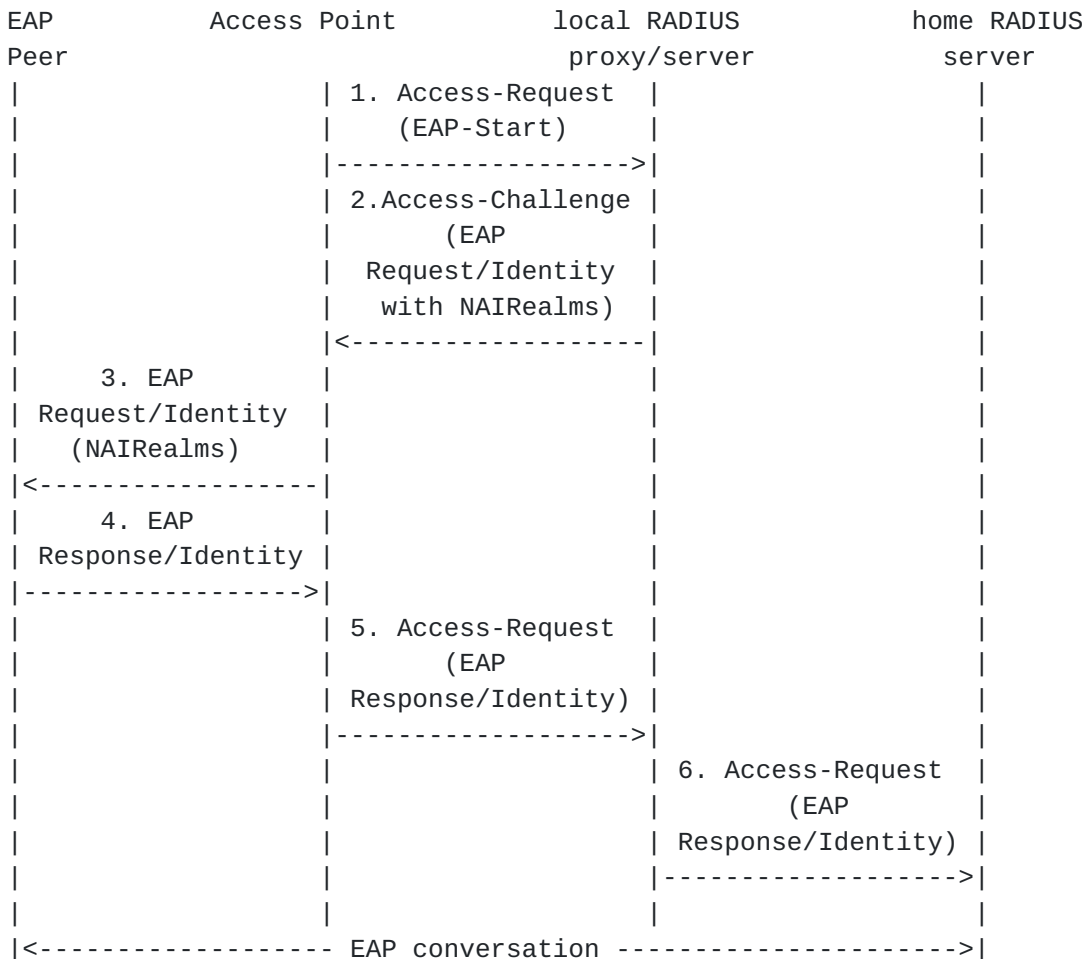 EAP Access Point local RADIUS home RADIUS
Peer proxy/server server
1. Access-Request
(EAP-Start)
2.Access-Challenge
(EAP
Request/Identity
with NAIRealms)
3. EAP
Request/Identity
(NAIRealms)
4. EAP
Response/Identity
5. Access-Request
(EAP
Response/Identity)
6. Access-Request
(EAP
Response/Identity)
EAP conversation